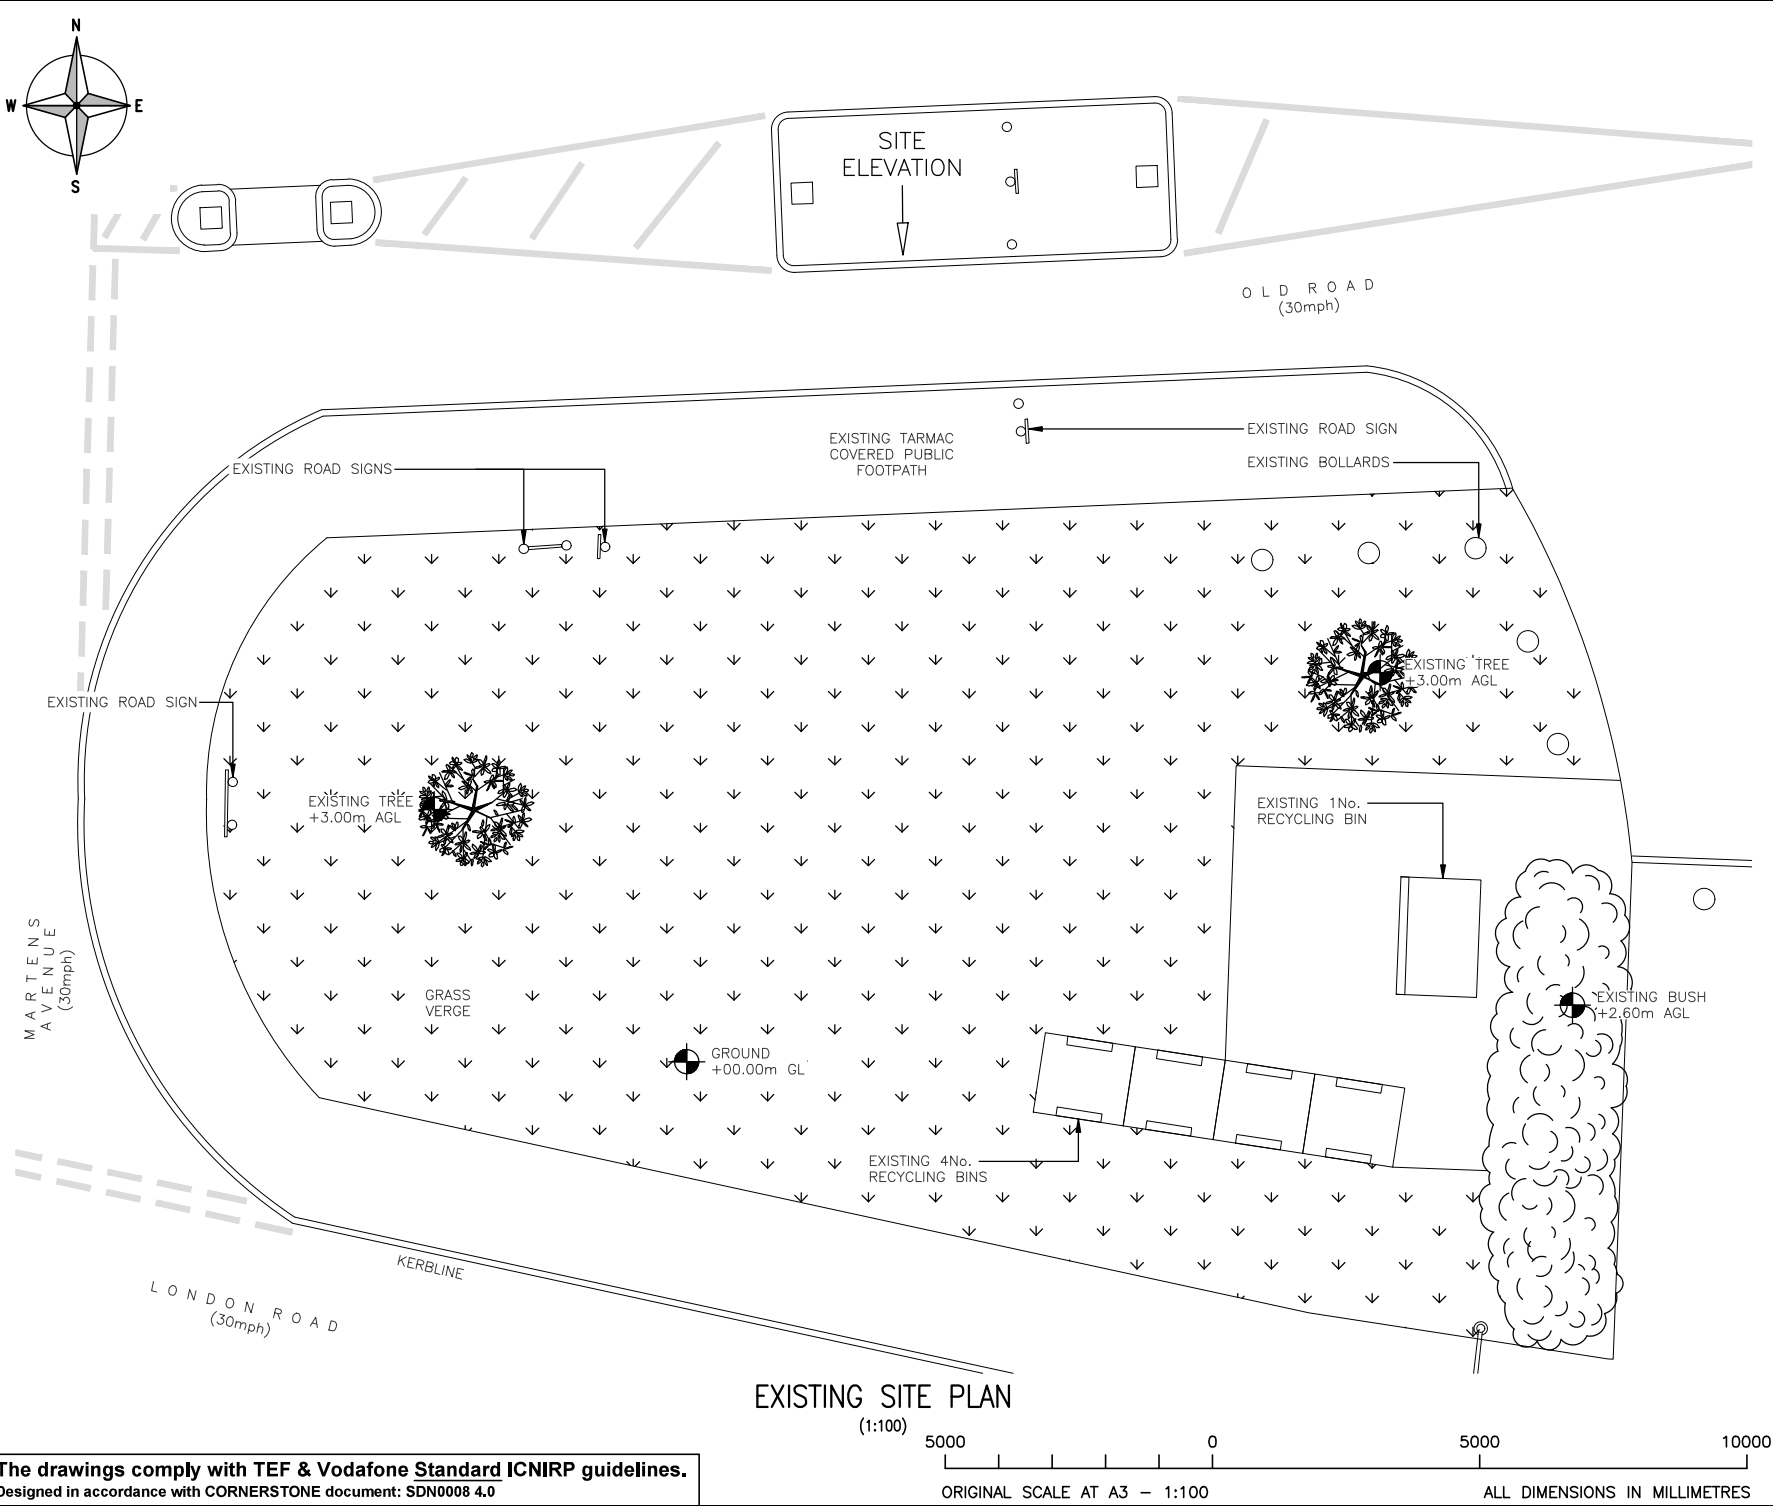 N
W E
S
SITE
ELEVATION
OLD ROAD
(30mph)
EXISTING ROAD SIGN
EXISTING TARMAC
COVERED PUBLIC
FOOTPATH
EXISTING ROAD SIGNS
EXISTING BOLLARDS
EXISTING TREE
+3.00m AGL
EXISTING ROAD SIGN
EXISTING TREE
+3.00m AGL
EXISTING 1No.
RECYCLING BIN
MARTENS
AVENUE
(30mph)
GRASS
VERGE
EXISTING BUSH
+2.60m AGL
GROUND
+00.00m GL
EXISTING 4No.
RECYCLING BINS
KERBLINE
LONDON ROAD
(30mph)
EXISTING SITE PLAN
(1:100)
5000 0 5000 10000
ORIGINAL SCALE AT A3 – 1:100 ALL DIMENSIONS IN MILLIMETRES
The drawings comply with TEF & Vodafone Standard ICNIRP guidelines.
Designed in accordance with CORNERSTONE document: SDN0008 4.0